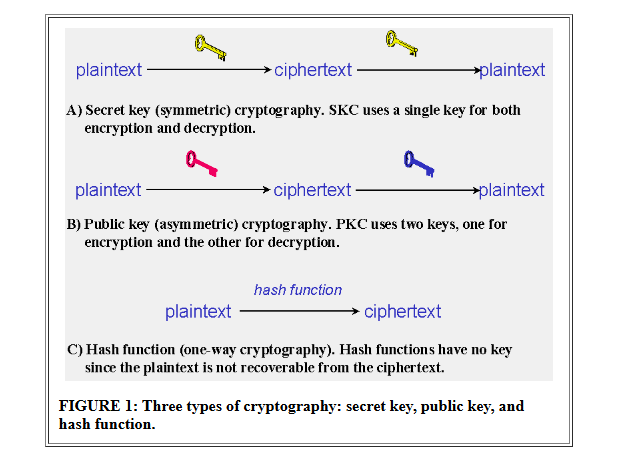 plaintext ciphertext plaintext
A) Secret key (symmetric) cryptography. SKC uses a single key for both
encryption and decryption.
plaintext ciphertext plaintext
B) Public key (asymmetric) cryptography. PKC uses two keys, one for
encryption and the other for decryption.
hash function
plaintext ciphertext
C) Hash function (one-way cryptography). Hash functions have no key
since the plaintext is not recoverable from the ciphertext.
FIGURE 1: Three types of cryptography: secret key, public key, and
hash function.